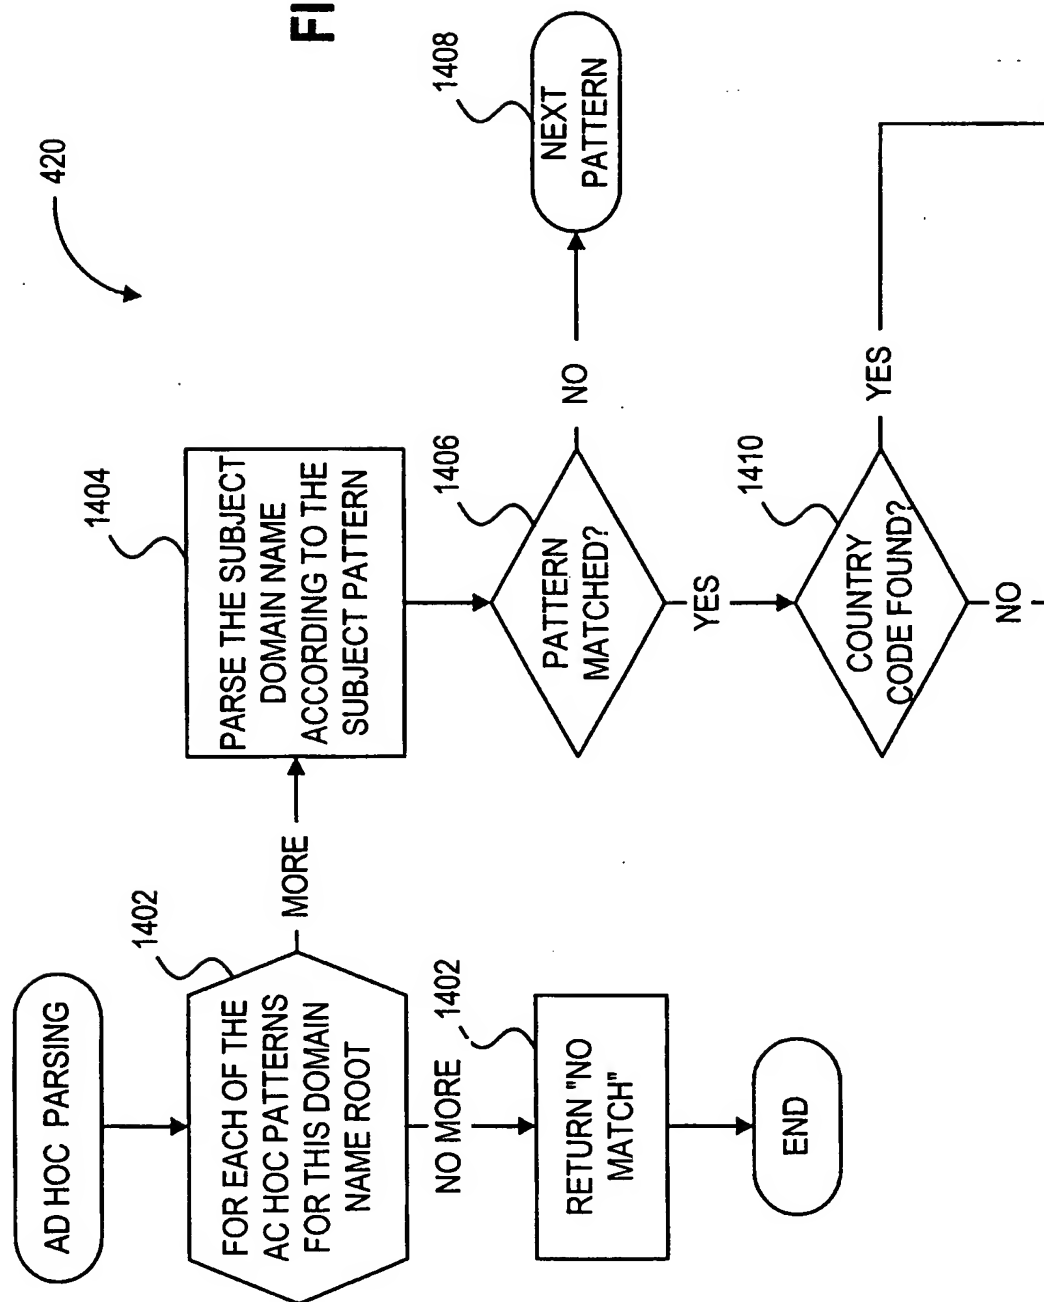 FI
420
AD HOC PARSING
1402
FOR EACH OF THE
AC HOC PATTERNS
FOR THIS DOMAIN
NAME ROOT
MORE
1404
PARSE THE SUBJECT
DOMAIN NAME
ACCORDING TO THE
SUBJECT PATTERN
NO MORE
1402
RETURN "NO
MATCH"
END
1406
PATTERN
MATCHED?
NO
1408
NEXT
PATTERN
YES
1410
COUNTRY
CODE FOUND?
YES
NO